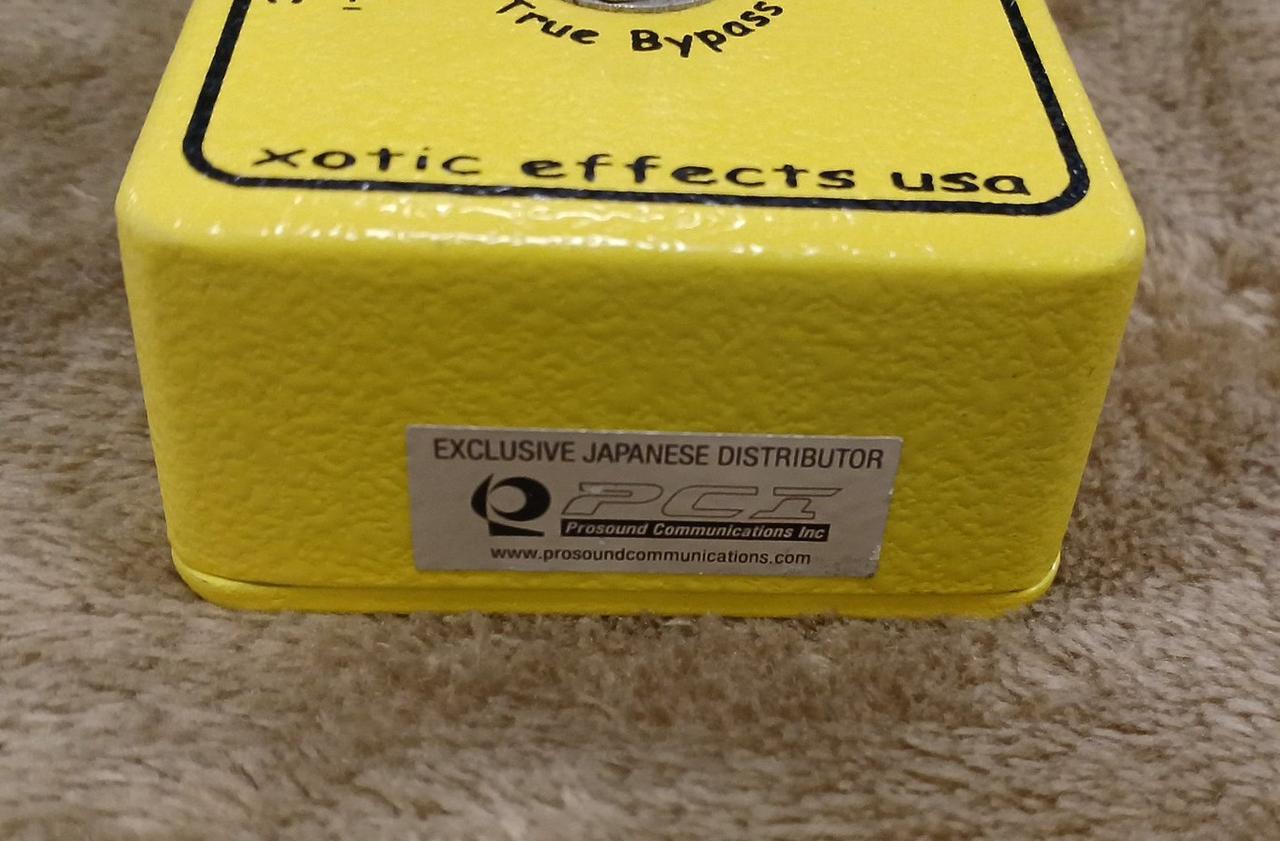 True Bypass
xotic effects usa
EXCLUSIVE JAPANESE DISTRIBUTOR
PCI
Prosound Communications Inc
www.prosoundcommunications.com